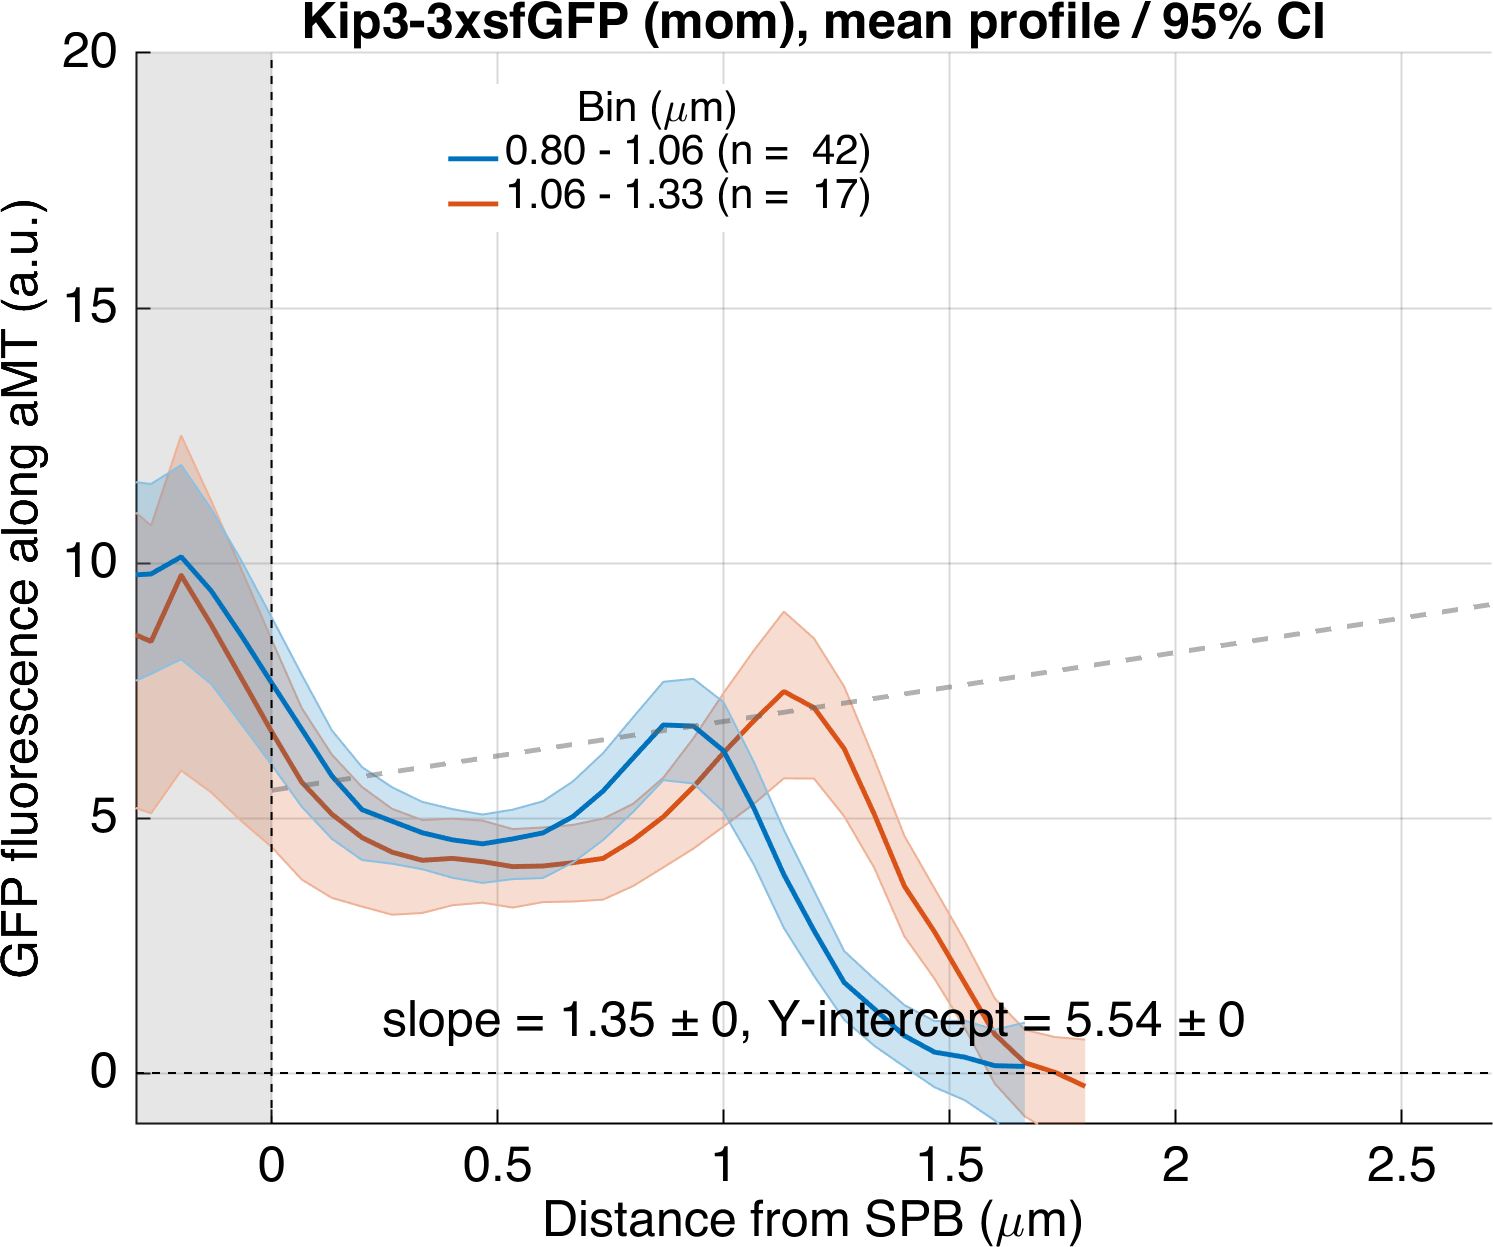 Kip3-3xsfGFP (mom), mean profile / 95% CI
20
15
10
5
0
GFP fluorescence along aMT (a.u.)
Bin (μm)
0.80 - 1.06 (n = 42)
1.06 - 1.33 (n = 17)
slope = 1.35 ± 0, Y-intercept = 5.54 ± 0
0 0.5 1 1.5 2 2.5
Distance from SPB (μm)